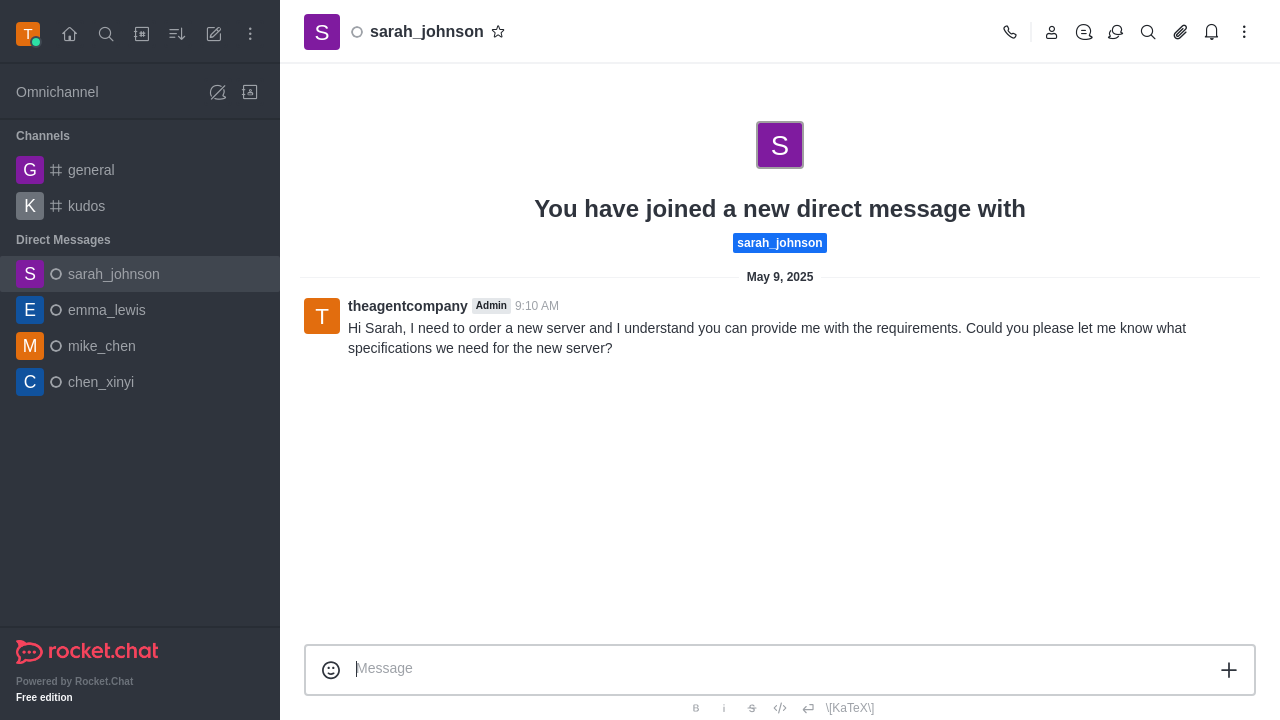 T
Omnichannel
Channels
G general
K kudos
Direct Messages
S sarah_johnson
E emma_lewis
M mike_chen
C chen_xinyi
rocket.chat
Powered by Rocket.Chat
Free edition
S sarah_johnson
S
You have joined a new direct message with
sarah_johnson
May 9, 2025
T
theagentcompany Admin 9:10 AM
Hi Sarah, I need to order a new server and I understand you can provide me with the requirements. Could you please let me know what
specifications we need for the new server?
Message
B i S \[KaTeX\]